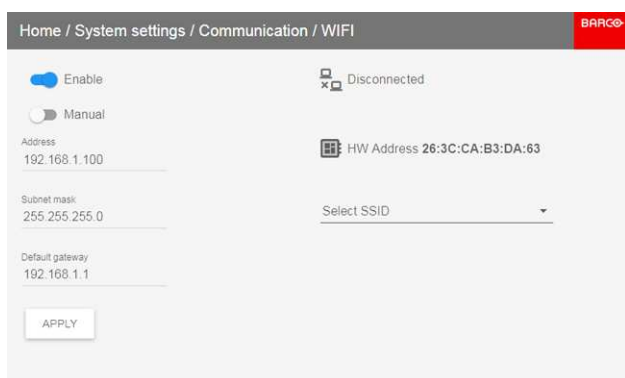 Home / System settings / Communication / WIFI
BARCO
Enable
Disconnected
Manual
Address
192.168.1.100
HW Address 26:3C:CA:B3:DA:63
Subnet mask
255.255.255.0
Select SSID
Default gateway
192.168.1.1
APPLY